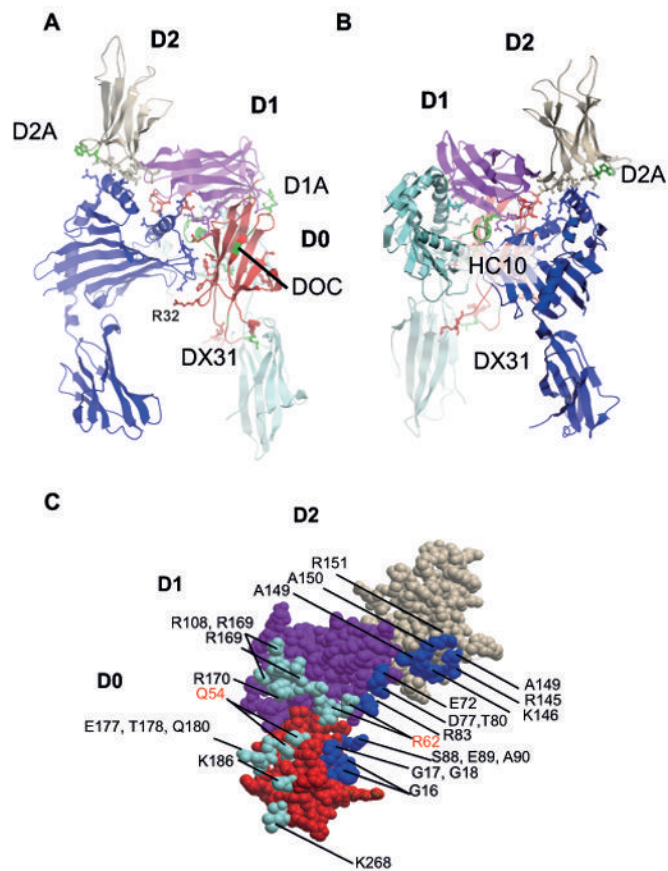 A
D2
D2A
D1
D1A
D0
DOC
R32
DX31
B
D2
D1
D2A
HC10
DX31
C
D2
R151
A150
A149
D1
R108, R169
R169
D0
R170
Q54
A149
R145
K146
E72
D77,T80
R83
E177, T178, Q180
R62
S88, E89, A90
K186
G17, G18
G16
K268